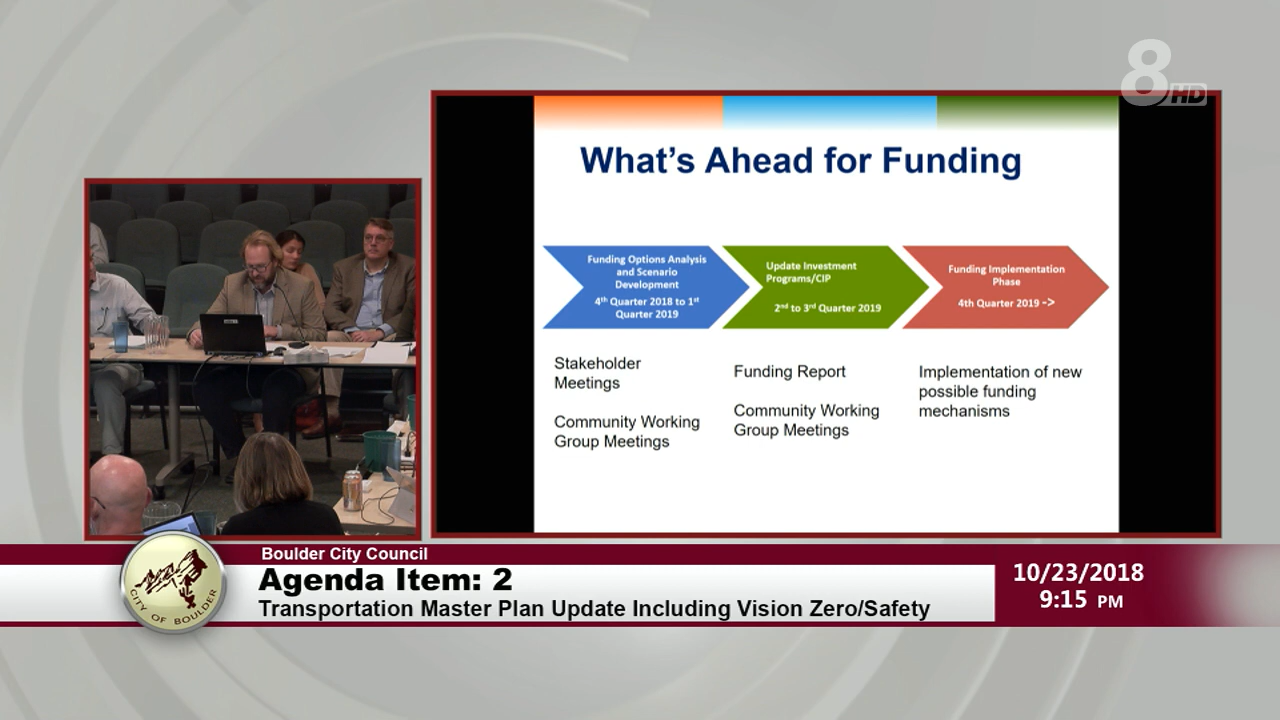 8
HD
What's Ahead for Funding
Funding Options Analysis
and Scenario
Development
4th Quarter 2018 to 1st
Quarter 2019
Update Investment
Programs/CIP
2nd to 3rd Quarter 2019
Funding Implementation
Phase
4th Quarter 2019 ->
Stakeholder
Meetings
Community Working
Group Meetings
Funding Report
Community Working
Group Meetings
Implementation of new
possible funding
mechanisms
CITY OF BOULDER
Boulder City Council
Agenda Item: 2
Transportation Master Plan Update Including Vision Zero/Safety
10/23/2018
9:15 PM